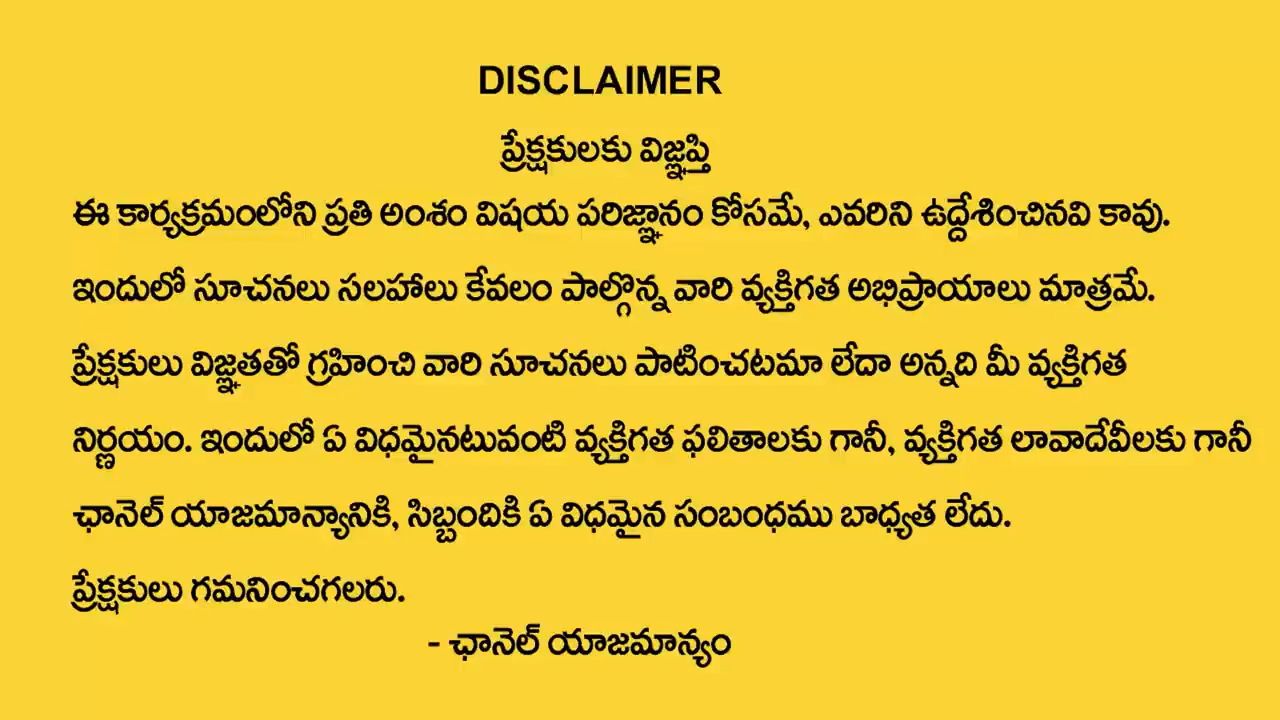 DISCLAIMER
ప్రేక్షకులకు విజ్ఞప్తి
ఈ కార్యక్రమంలోని ప్రతి అంశం విషయ పరిజ్ఞానం కోసమే, ఎవరిని ఉద్దేశించినవి కావు.
ఇందులో సూచనలు సలహాలు కేవలం పాల్గొన్న వారి వ్యక్తిగత అభిప్రాయాలు మాత్రమే.
ప్రేక్షకులు విజ్ఞతతో గ్రహించి వారి సూచనలు పాటించటమా లేదా అన్నది మీ వ్యక్తిగత
నిర్ణయం. ఇందులో ఏ విధమైనటువంటి వ్యక్తిగత ఫలితాలకు గానీ, వ్యక్తిగత లావాదేవీలకు గానీ
ఛానెల్ యాజమాన్యానికి, సిబ్బందికి ఏ విధమైన సంబంధము బాధ్యత లేదు.
ప్రేక్షకులు గమనించగలరు.
- ఛానెల్ యాజమాన్యం